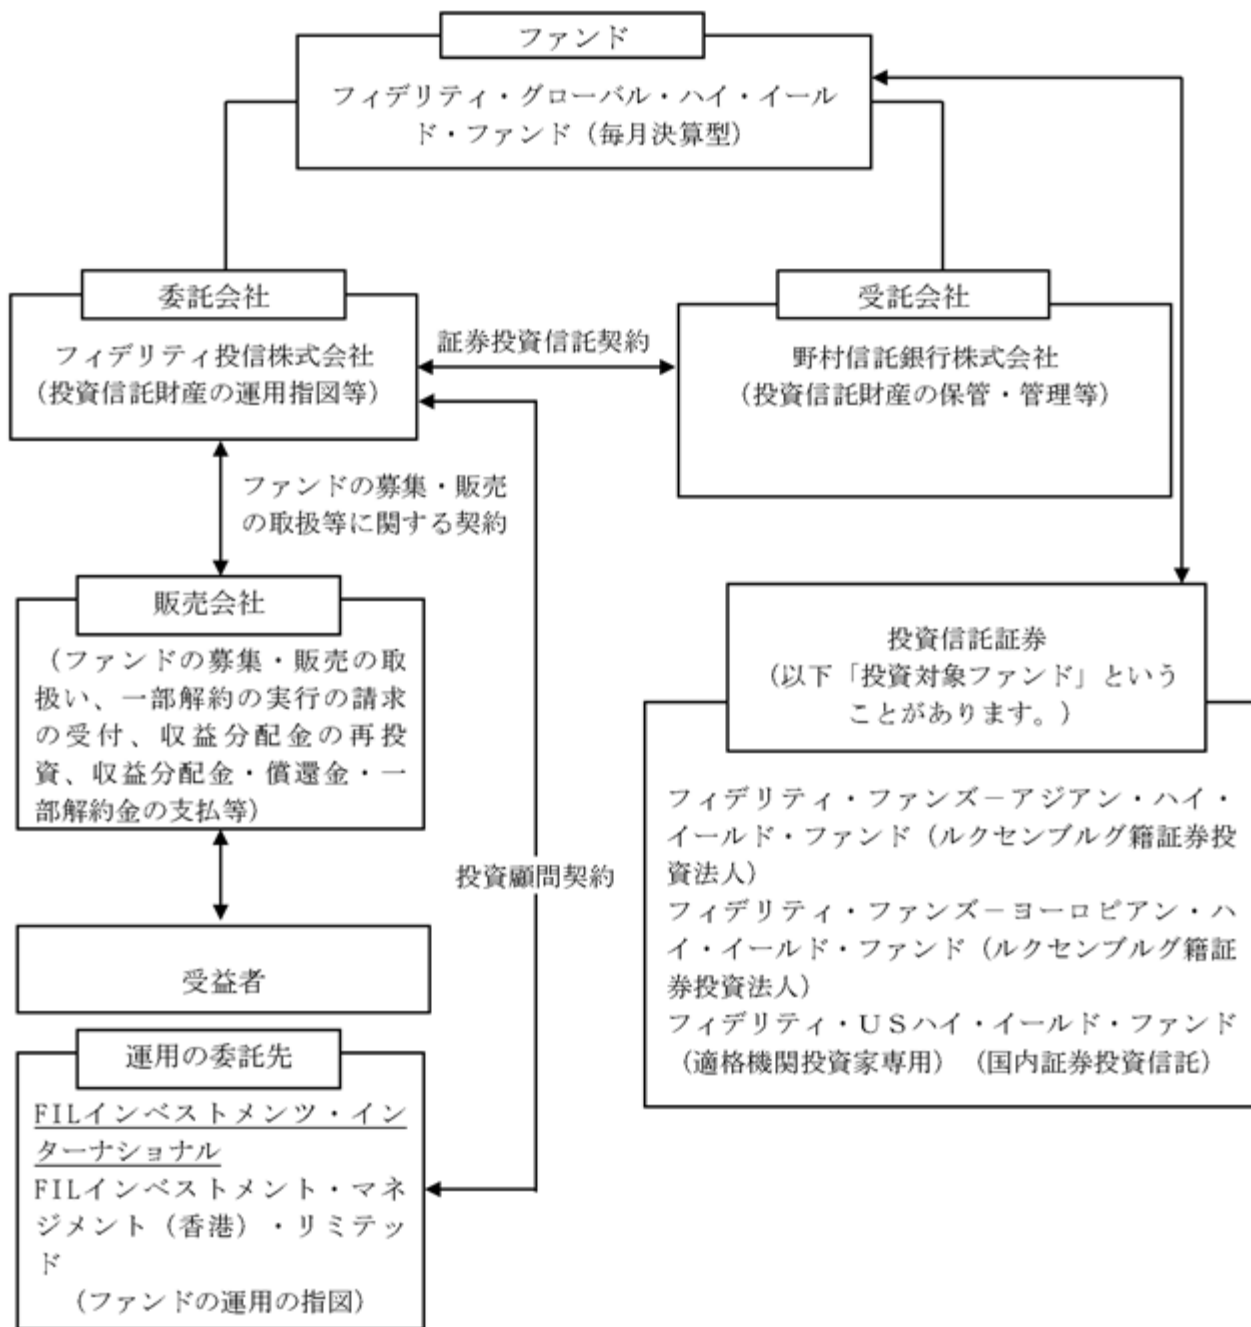 ファンド
フィデリティ・グローバル・ハイ・イール
ド・ファンド（毎月決算型）
委託会社
フィデリティ投信株式会社
（投資信託財産の運用指図等）
証券投資信託契約
受託会社
野村信託銀行株式会社
（投資信託財産の保管・管理等）
ファンドの募集・販売
の取扱等に関する契約
販売会社
（ファンドの募集・販売の取
扱い、一部解約の実行の請求
の受付、収益分配金の再投
資、収益分配金・償還金・一
部解約金の支払等）
投資顧問契約
受益者
運用の委託先
FILインベストメンツ・イン
ターナショナル
FILインベストメント・マネ
ジメント（香港）・リミテッ
ド
（ファンドの運用の指図）
投資信託証券
（以下「投資対象ファンド」という
ことがあります。）
フィデリティ・ファンズ－アジアン・ハイ・
イールド・ファンド（ルクセンブルグ籍証券投
資法人）
フィデリティ・ファンズ－ヨーロピアン・ハ
イ・イールド・ファンド（ルクセンブルグ籍証
券投資法人）
フィデリティ・ＵＳハイ・イールド・ファンド
（適格機関投資家専用）（国内証券投資信託）